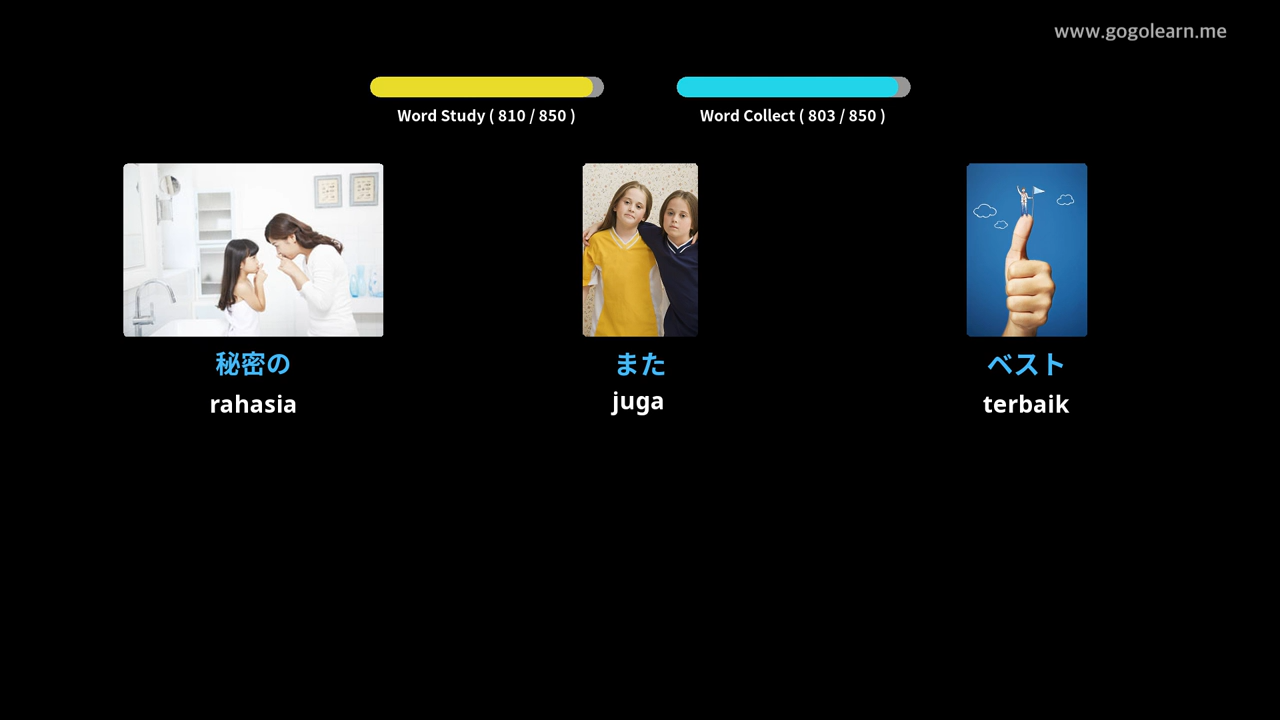 www.gogolearn.me
Word Study ( 810 / 850 )
Word Collect ( 803 / 850 )
秘密の
rahasia
また
juga
ベスト
terbaik